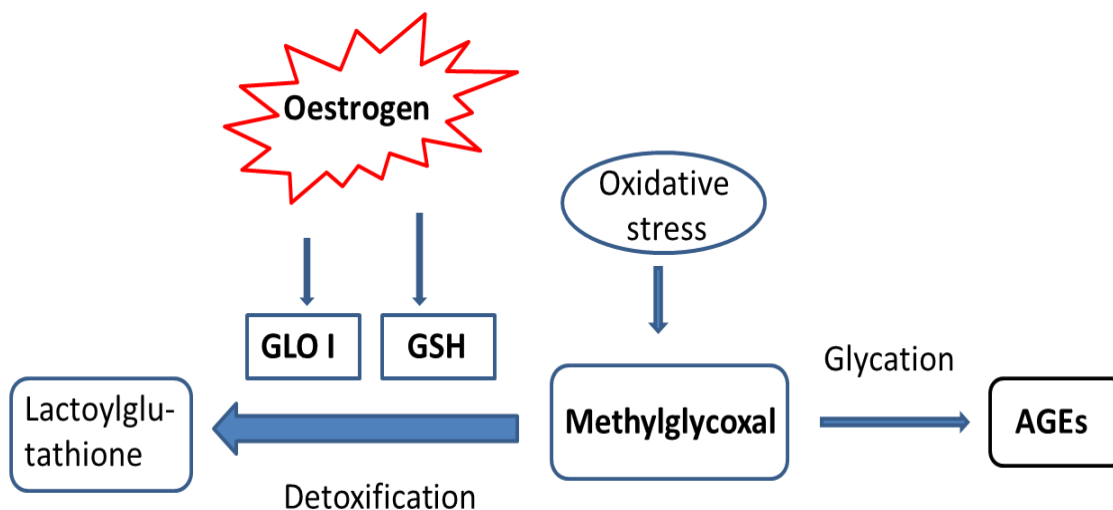 Oestrogen
Oxidative
stress
GLO I
GSH
Glycation
Lactoylglu-
tathione
Methylglycoxal
AGEs
Detoxification